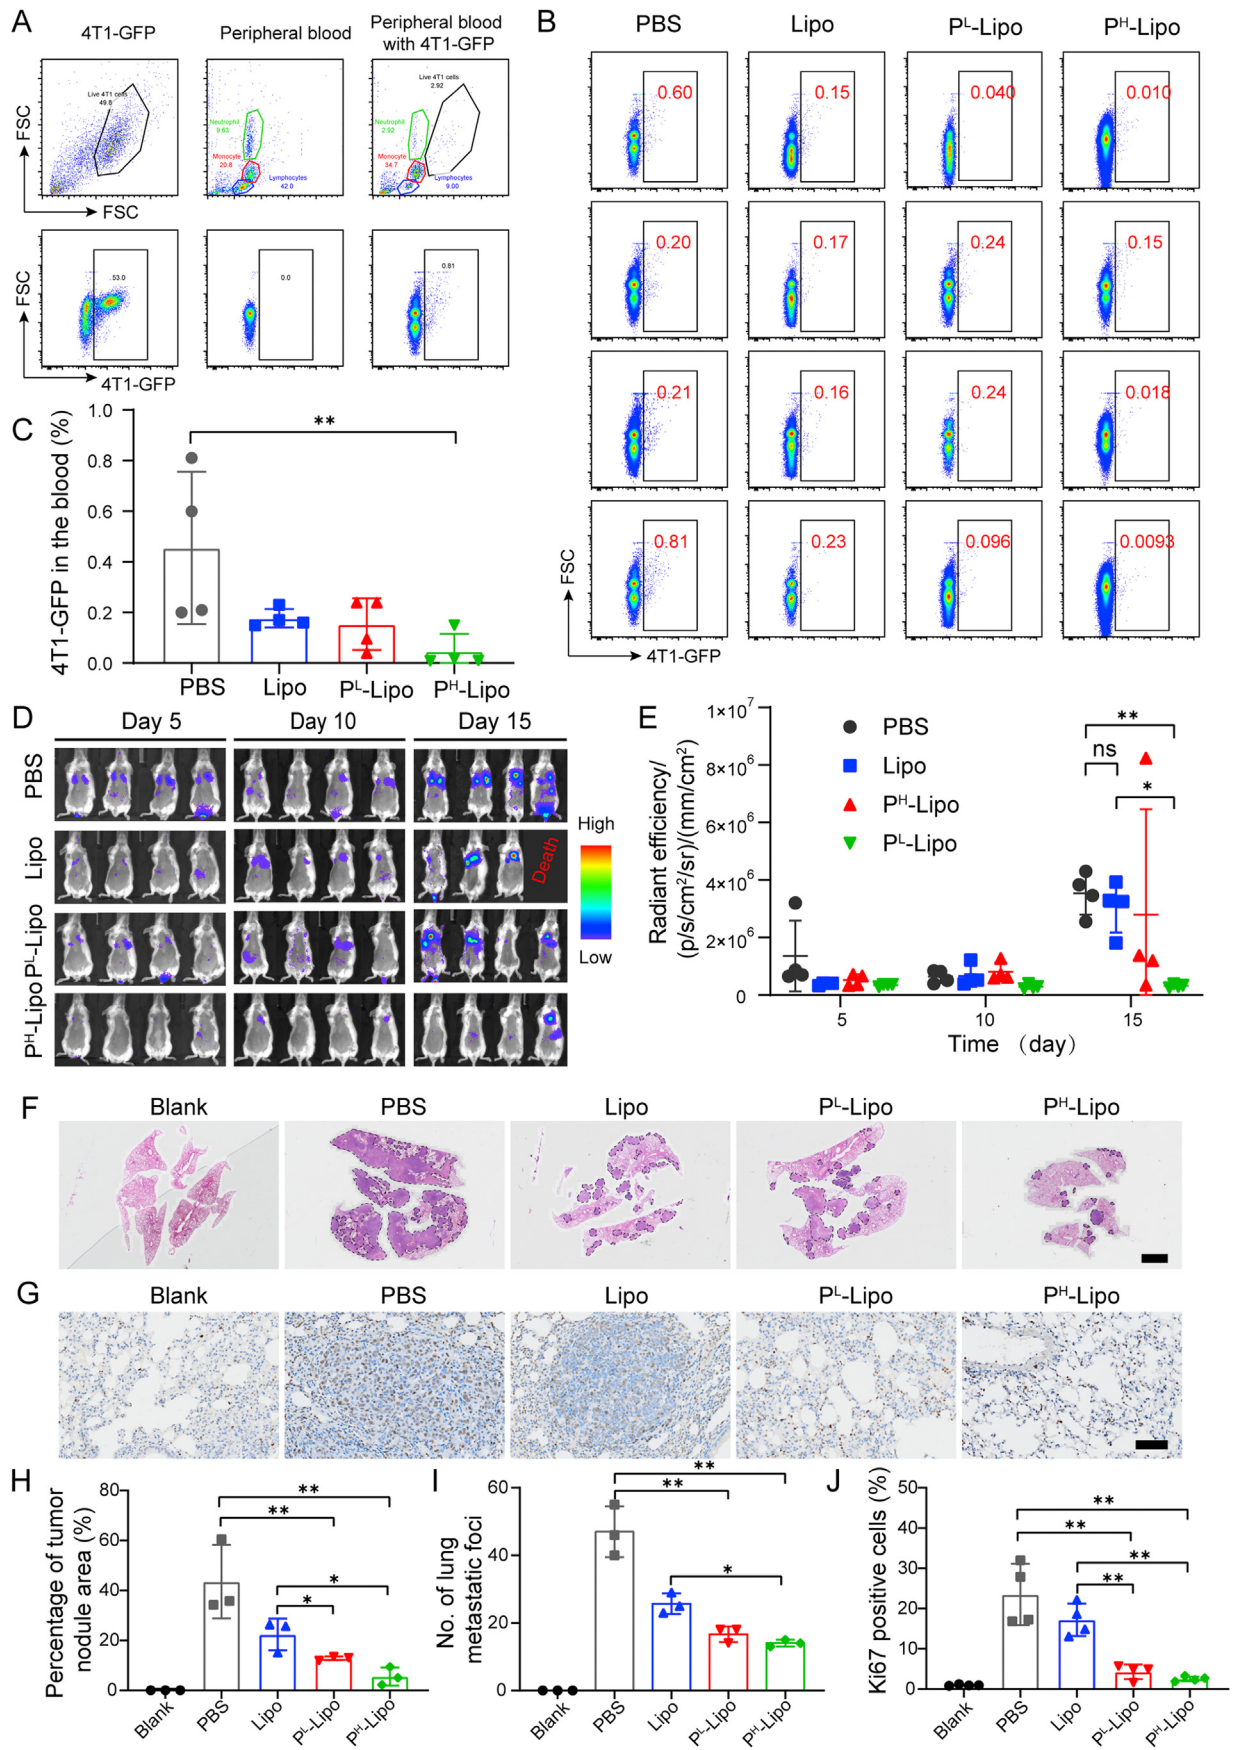 A
4T1-GFP
Peripheral blood
Peripheral blood
with 4T1-GFP
Live 4T1 cells
49.8
Neutrophil
9.63
Monocyte
20.8
Lymphocytes
42.0
Live 4T1 cells
2.92
Neutrophil
2.92
Monocyte
34.7
Lymphocytes
9.00
FSC
FSC
53.0
0.0
0.81
FSC
4T1-GFP
B
PBS
Lipo
Pᴸ-Lipo
Pᴴ-Lipo
0.60
0.15
0.040
0.010
0.20
0.17
0.24
0.15
0.21
0.16
0.24
0.018
0.81
0.23
0.096
0.0093
FSC
4T1-GFP
C
4T1-GFP in the blood (%)
1.0
0.8
0.6
0.4
0.2
0.0
**
PBS
Lipo
Pᴸ-Lipo
Pᴴ-Lipo
D
Day 5
Day 10
Day 15
PBS
Lipo
Pᴸ-Lipo
Pᴴ-Lipo
Death
High
Low
E
Radiant efficiency/
(p/s/cm²/sr)/(mm/cm²)
1×10⁷
8×10⁶
6×10⁶
4×10⁶
2×10⁶
0
PBS
Lipo
Pᴴ-Lipo
Pᴸ-Lipo
**
ns
*
5
10
15
Time （day）
F
Blank
PBS
Lipo
Pᴸ-Lipo
Pᴴ-Lipo
G
Blank
PBS
Lipo
Pᴸ-Lipo
Pᴴ-Lipo
H
Percentage of tumor
nodule area (%)
80
60
40
20
0
**
**
*
*
Blank
PBS
Lipo
Pᴸ-Lipo
Pᴴ-Lipo
I
No. of lung
metastatic foci
60
40
20
0
**
**
*
Blank
PBS
Lipo
Pᴸ-Lipo
Pᴴ-Lipo
J
Ki67 positive cells (%)
50
40
30
20
10
0
**
**
**
**
Blank
PBS
Lipo
Pᴸ-Lipo
Pᴴ-Lipo